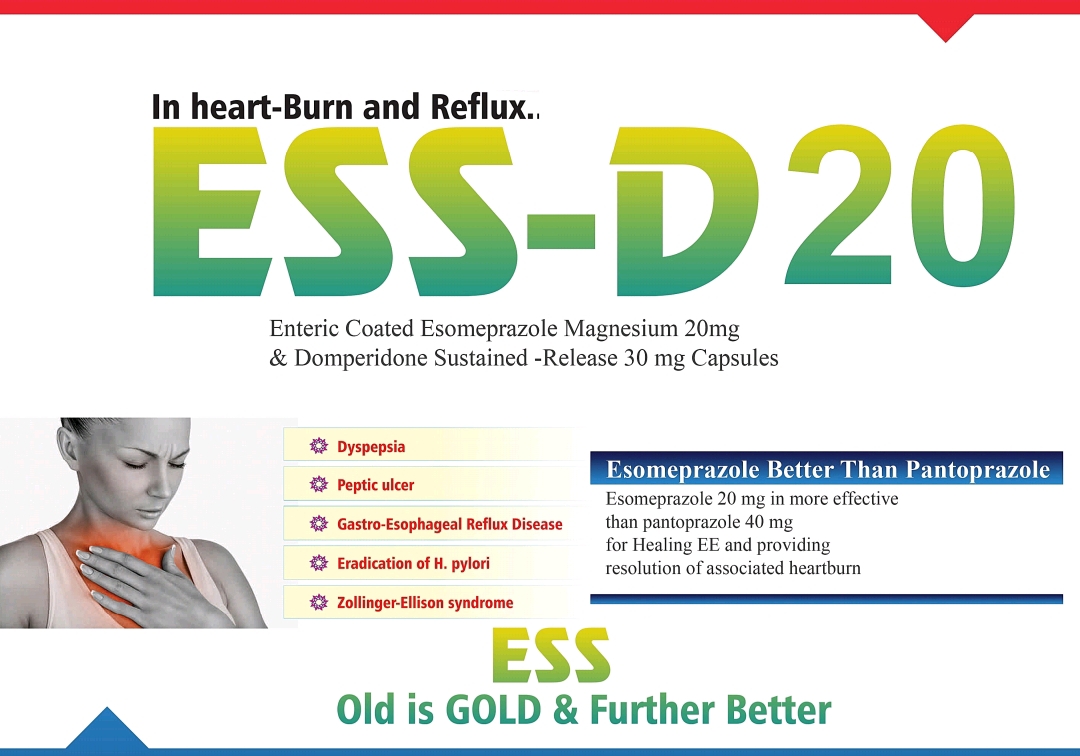 In heart-Burn and Reflux..
ESS-D 20
Enteric Coated Esomeprazole Magnesium 20mg
& Domperidone Sustained -Release 30 mg Capsules
Dyspepsia
Peptic ulcer
Gastro-Esophageal Reflux Disease
Eradication of H. pylori
Zollinger-Ellison syndrome
Esomeprazole Better Than Pantoprazole
Esomeprazole 20 mg in more effective
than pantoprazole 40 mg
for Healing EE and providing
resolution of associated heartburn
ESS
Old is GOLD & Further Better